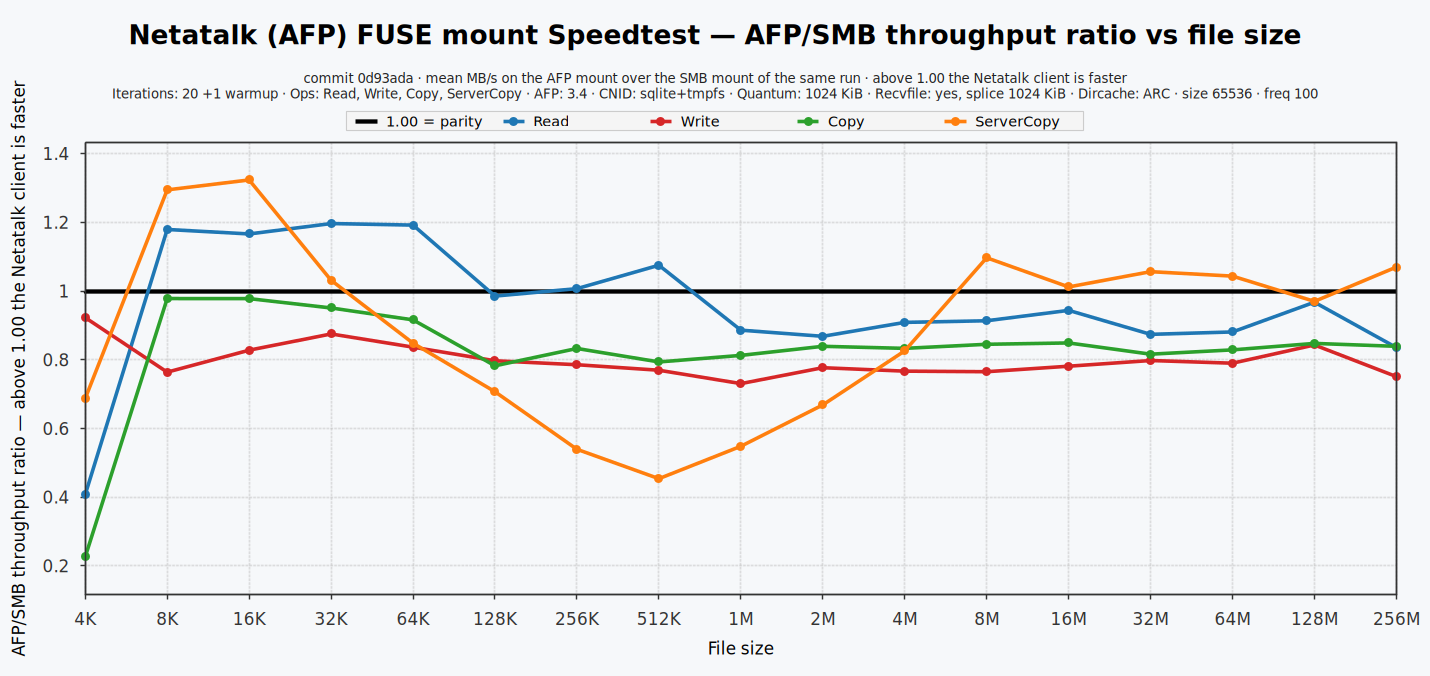 Netatalk (AFP) FUSE mount Speedtest — AFP/SMB throughput ratio vs file size
commit 0d93ada · mean MB/s on the AFP mount over the SMB mount of the same run · above 1.00 the Netatalk client is faster
Iterations: 20 +1 warmup · Ops: Read, Write, Copy, ServerCopy · AFP: 3.4 · CNID: sqlite+tmpfs · Quantum: 1024 KiB · Recvfile: yes, splice 1024 KiB · Dircache: ARC · size 65536 · freq 100
1.00 = parity Read Write Copy ServerCopy
AFP/SMB throughput ratio — above 1.00 the Netatalk client is faster
1.4
1.2
1
0.8
0.6
0.4
0.2
4K 8K 16K 32K 64K 128K 256K 512K 1M 2M 4M 8M 16M 32M 64M 128M 256M
File size